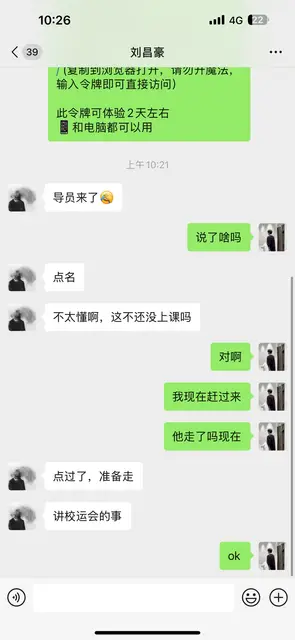 10:26
4G
22
39
刘昌豪
/ (复制到浏览器打开，请勿开魔法，
输入令牌即可直接访问)
此令牌可体验2天左右
和电脑都可以用
上午10:21
导员来了
说了啥吗
点名
不太懂啊，这不还没上课吗
对啊
我现在赶过来
他走了吗现在
点过了，准备走
讲校运会的事
ok